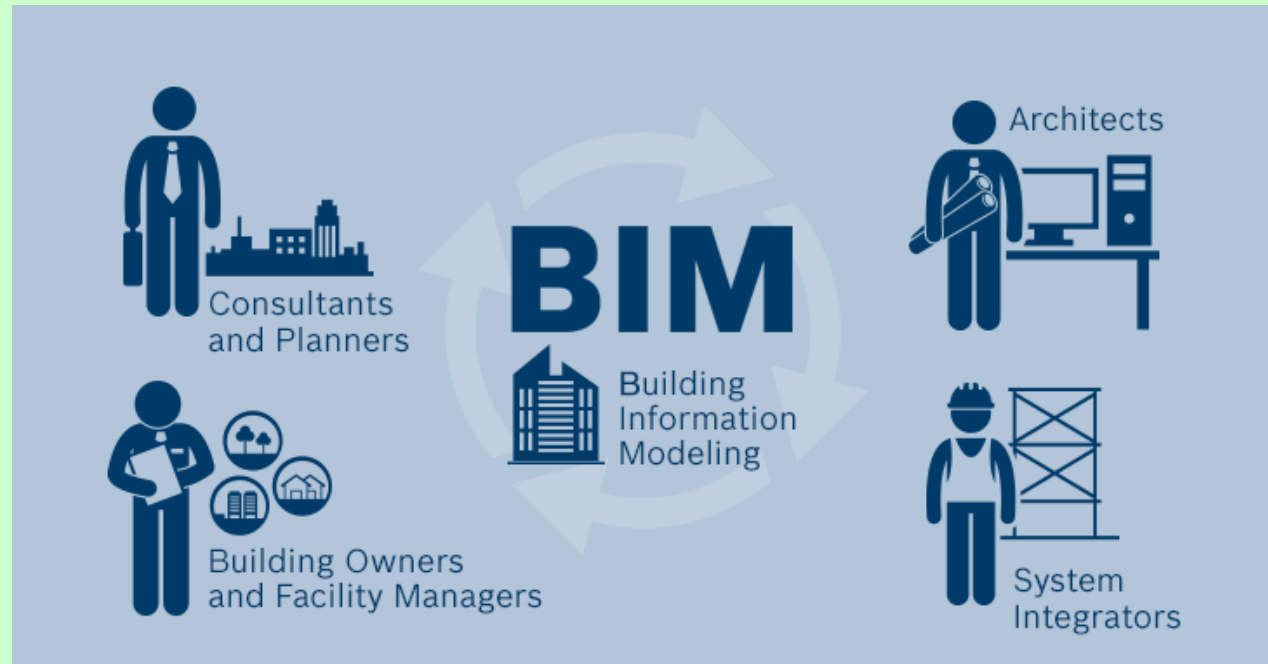 Architects
BIM
Consultants
and Planners
Building
Information
Modeling
Building Owners
and Facility Managers
System
Integrators